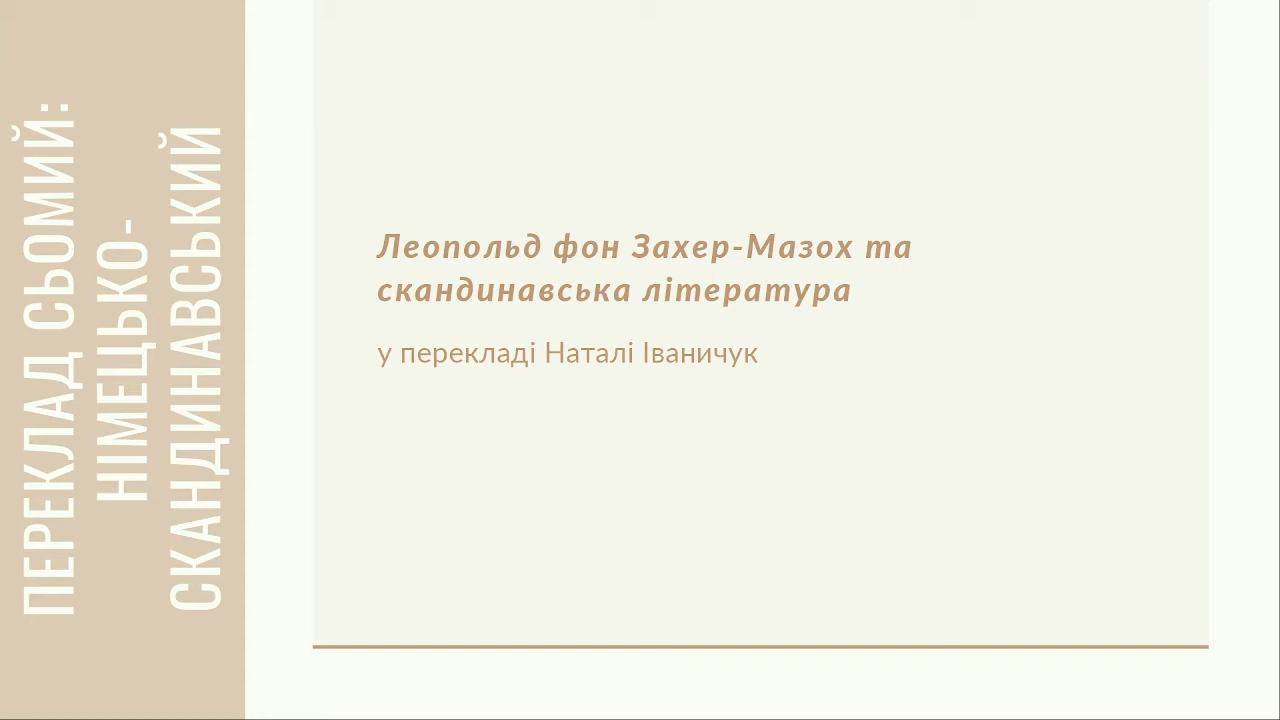 ПЕРЕКЛАД СЬОМИЙ:
НІМЕЦЬКО-
СКАНДИНАВСЬКИЙ
Леопольд фон Захер-Мазох та
скандинавська література
у перекладі Наталі Іваничук